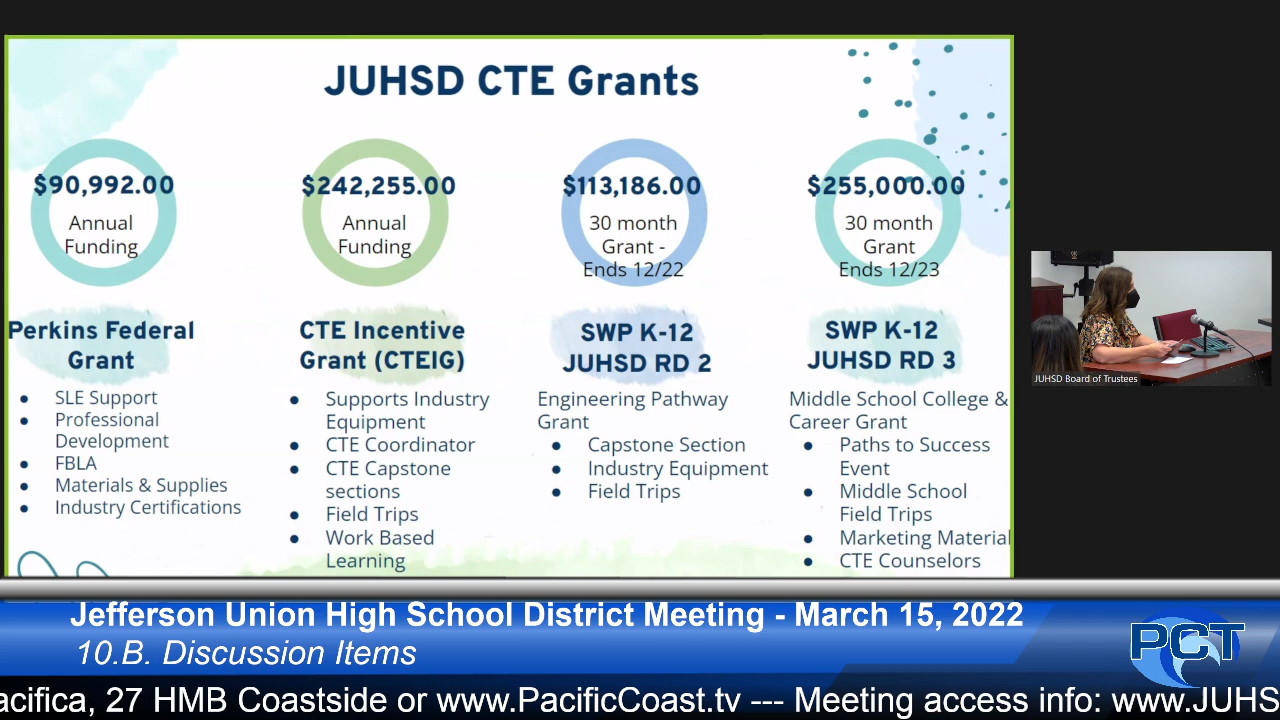 JUHSD CTE Grants
$90,992.00
Annual
Funding
Perkins Federal
Grant
SLE Support
Professional
Development
FBLA
Materials & Supplies
Industry Certifications
$242,255.00
Annual
Funding
CTE Incentive
Grant (CTEIG)
Supports Industry
Equipment
CTE Coordinator
CTE Capstone
sections
Field Trips
Work Based
Learning
$113,186.00
30 month
Grant -
Ends 12/22
SWP K-12
JUHSD RD 2
Engineering Pathway
Grant
Capstone Section
Industry Equipment
Field Trips
$255,000.00
30 month
Grant
Ends 12/23
SWP K-12
JUHSD RD 3
Middle School College &
Career Grant
Paths to Success
Event
Middle School
Field Trips
Marketing Material
CTE Counselors
JUHSD Board of Trustees
Jefferson Union High School District Meeting - March 15, 2022
10.B. Discussion Items
PCT
acifica, 27 HMB Coastside or www.PacificCoast.tv --- Meeting access info: www.JUHS